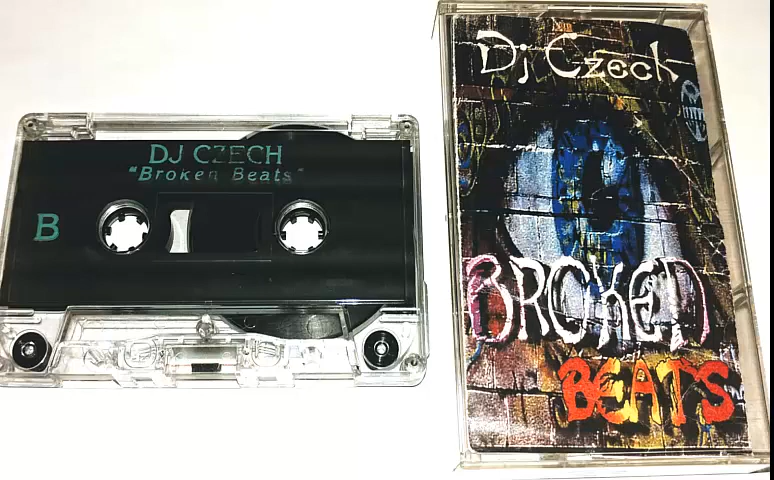 DJ CZECH
"Broken Beats"
B
Dj Czech
BROKEN
BEATS